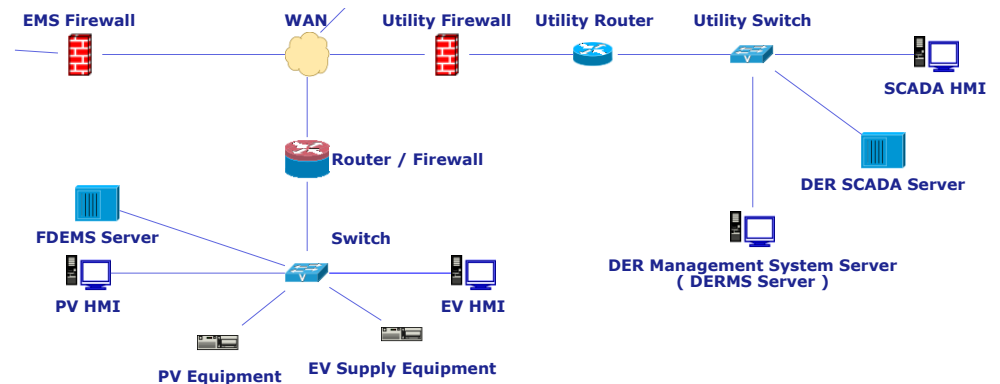 EMS Firewall
WAN
Utility Firewall
Utility Router
Utility Switch
SCADA HMI
Router / Firewall
DER SCADA Server
FDEMS Server
Switch
DER Management System Server
( DERMS Server )
PV HMI
EV HMI
EV Supply Equipment
PV Equipment
V
V